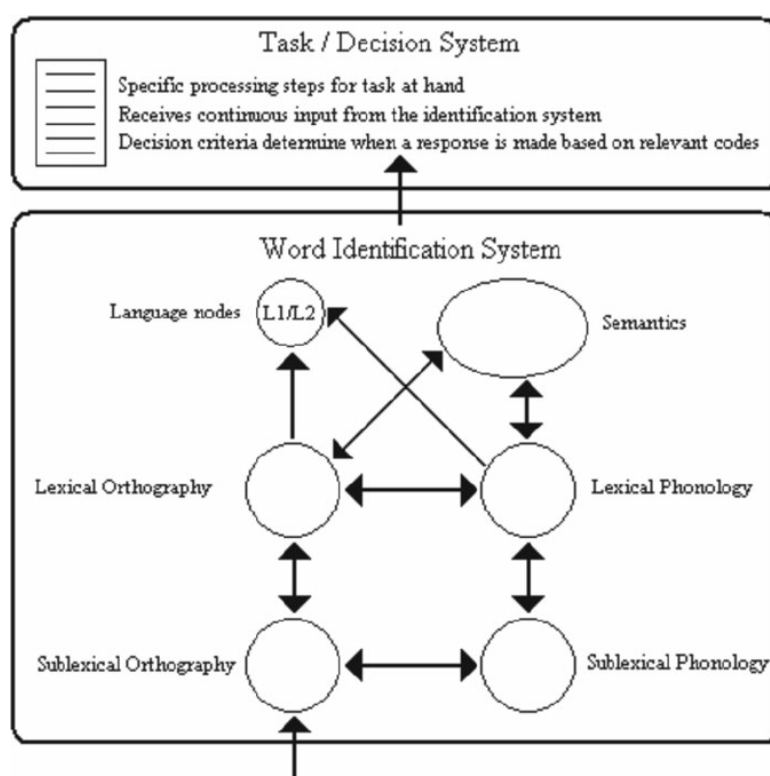 Task / Decision System
Specific processing steps for task at hand
Receives continuous input from the identification system
Decision criteria determine when a response is made based on relevant codes
Word Identification System
Language nodes
L1/L2
Semantics
Lexical Orthography
Lexical Phonology
Sublexical Orthography
Sublexical Phonology